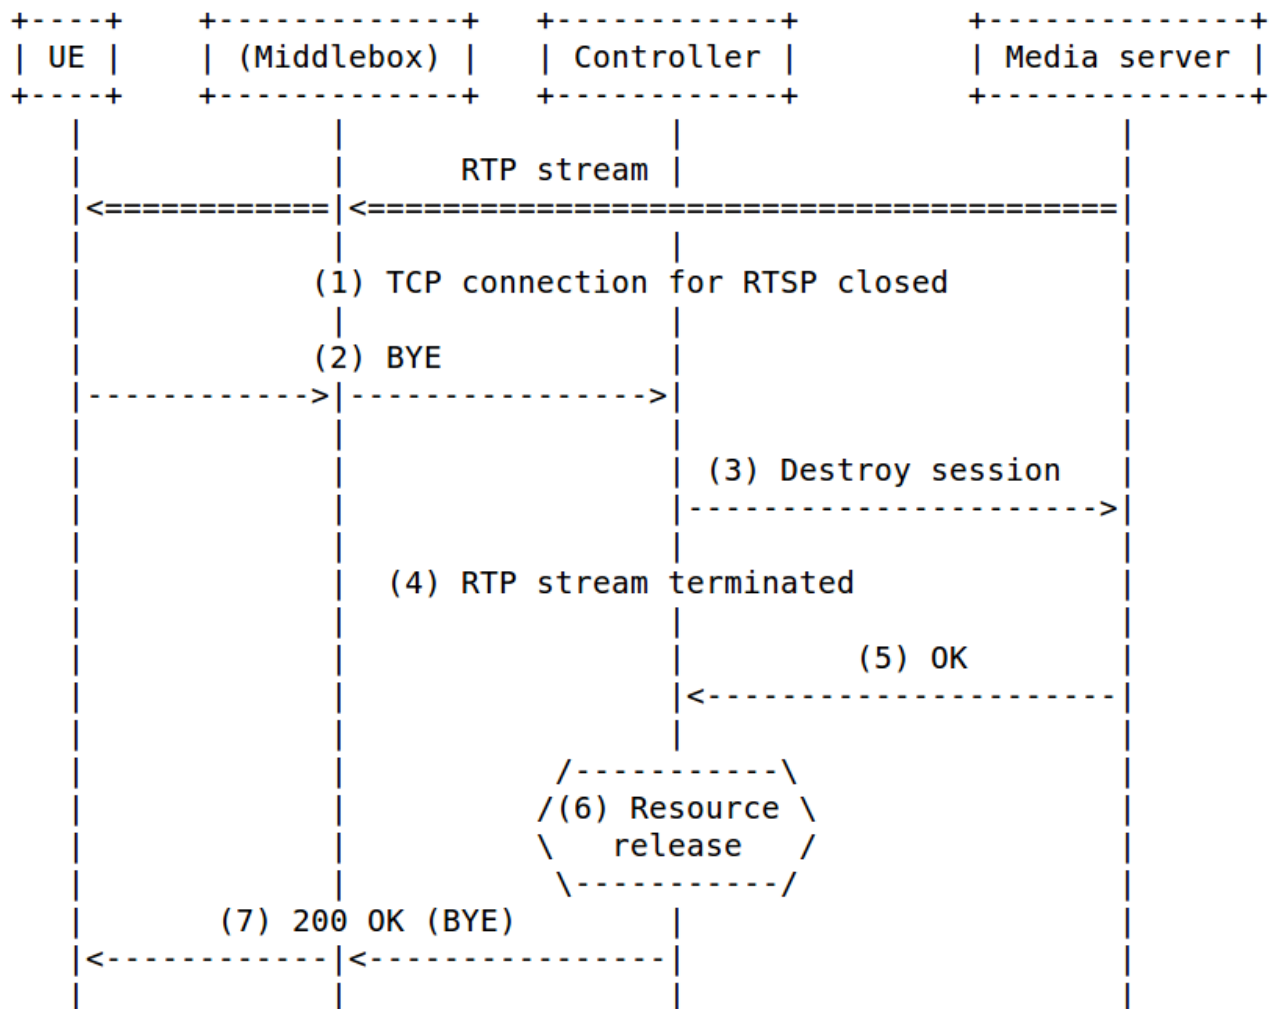 +----+    +-------------+   +------------+         +--------------+
| UE |    | (Middlebox) |   | Controller |         | Media server |
+----+    +-------------+   +------------+         +--------------+
   |             |                 |                       |
   |             |      RTP stream |                       |
   |<============|<========================================|
   |             |                 |                       |
   |            (1) TCP connection for RTSP closed         |
   |             |                 |                       |
   |            (2) BYE            |                       |
   |------------>|---------------->|                       |
   |             |                 |                       |
   |             |                 | (3) Destroy session   |
   |             |                 |---------------------->|
   |             |                 |                       |
   |             |  (4) RTP stream terminated              |
   |             |                 |                       |
   |             |                 |         (5) OK        |
   |             |                 |<----------------------|
   |             |                 |                       |
   |             |           /-----------\                 |
   |             |          /(6) Resource \                |
   |             |          \   release   /                |
   |             |           \-----------/                 |
   |       (7) 200 OK (BYE)        |                       |
   |<------------|<----------------|                       |
   |             |                 |                       |